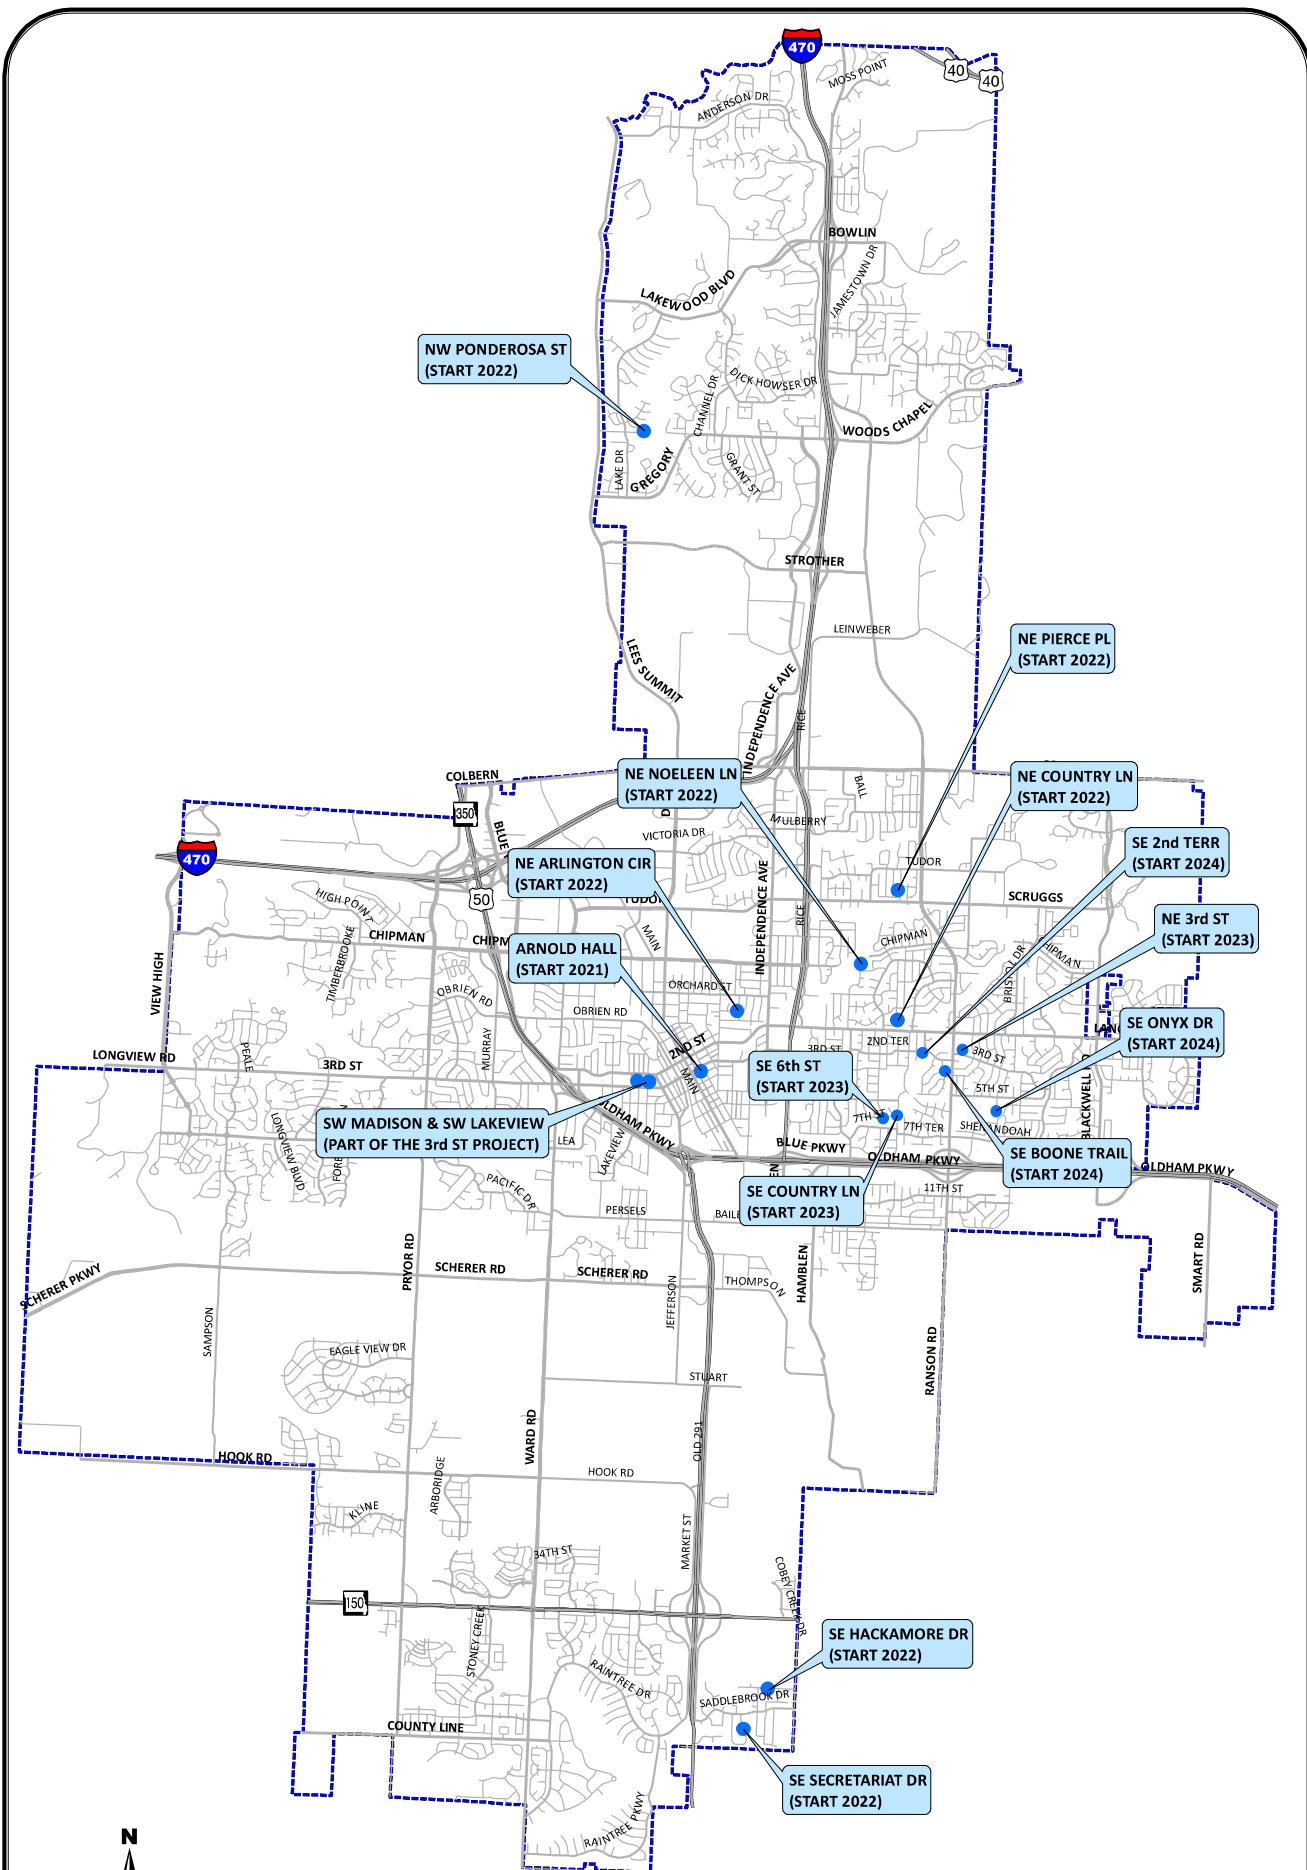 470
40
40
MOSS POINT
ANDERSON DR
BOWLIN
JAMESTOWN DR
LAKEWOOD BLVD
NW PONDEROSA ST
(START 2022)
DICK HOWSER DR
CHANNEL DR
WOODS CHAPEL
LAKE DR
GREGORY
GRANT ST
STROTHER
LEINWEBER
NE PIERCE PL
(START 2022)
LEES SUMMIT
INDEPENDENCE AVE
RICE
COLBERN
NE NOELEEN LN
(START 2022)
NE COUNTRY LN
(START 2022)
BALL
350
BLUE
MULBERRY
VICTORIA DR
470
SE 2nd TERR
(START 2024)
NE ARLINGTON CIR
(START 2022)
TUDOR
50
TUDOR
SCRUGGS
HIGH POINT
INDEPENDENCE AVE
RICE
NE 3rd ST
(START 2023)
CHIPMAN
MAIN
CHIPMAN
CHIPMAN
ARNOLD HALL
(START 2021)
TIMBERBROOKE
VIEW HIGH
BRISTOL DR
OBRIEN RD
ORCHARD ST
OBRIEN RD
SE ONYX DR
(START 2024)
MURRAY
2ND ST
2ND TER
3RD ST
3RD ST
LONGVIEW RD
PEALE
3RD ST
SE 6th ST
(START 2023)
MAIN
5TH ST
BLACKWELL
SW MADISON & SW LAKEVIEW
(PART OF THE 3rd ST PROJECT)
OLDHAM PKWY
7TH ST
7TH TER
SHENANDOAH
LONGVIEW BLVD
LEA
LAKEVIEW
BLUE PKWY
OLDHAM PKWY
SE BOONE TRAIL
(START 2024)
OLDHAM PKWY
SE COUNTRY LN
(START 2023)
11TH ST
PACIFIC DR
PERSELS
PRYOR RD
SCHERER RD
SCHERER RD
SCHERER PKWY
THOMPSON
HAMBLEN
SMART RD
JEFFERSON
SAMPSON
EAGLE VIEW DR
RANSON RD
STUART
WARD RD
OLD 291
HOOK RD
HOOK RD
ARBORIDGE
KLINE
MARKET ST
34TH ST
COBEY CREEK DR
150
STONEY CREEK
SE HACKAMORE DR
(START 2022)
RAINTREE DR
SADDLEBROOK DR
COUNTY LINE
SE SECRETARIAT DR
(START 2022)
RAINTREE PKWY
N